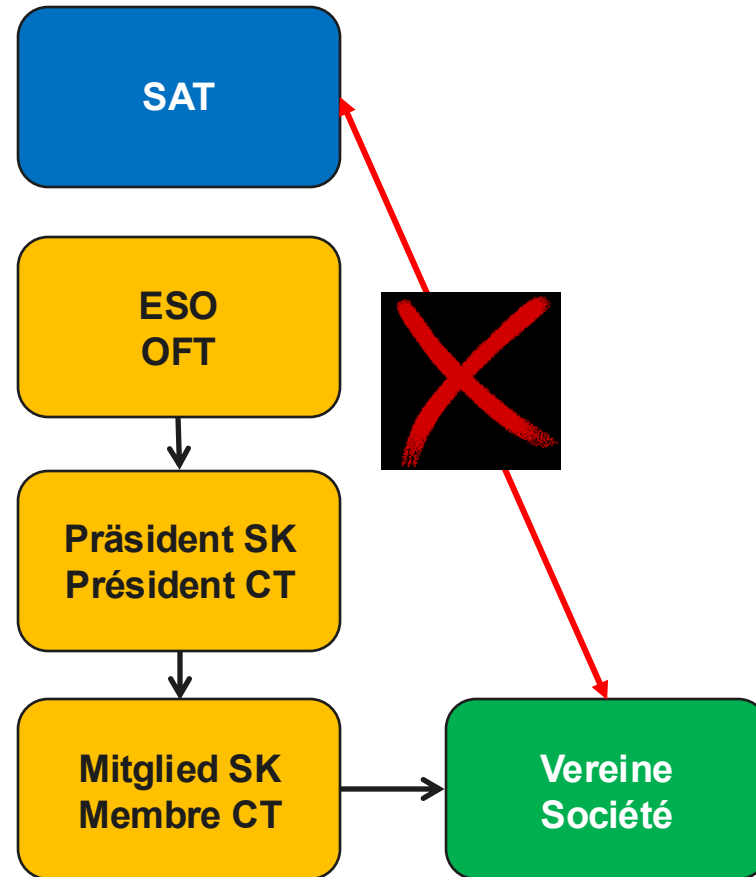 SAT
ESO
OFT
Präsident SK
Président CT
Mitglied SK
Membre CT
Vereine
Société